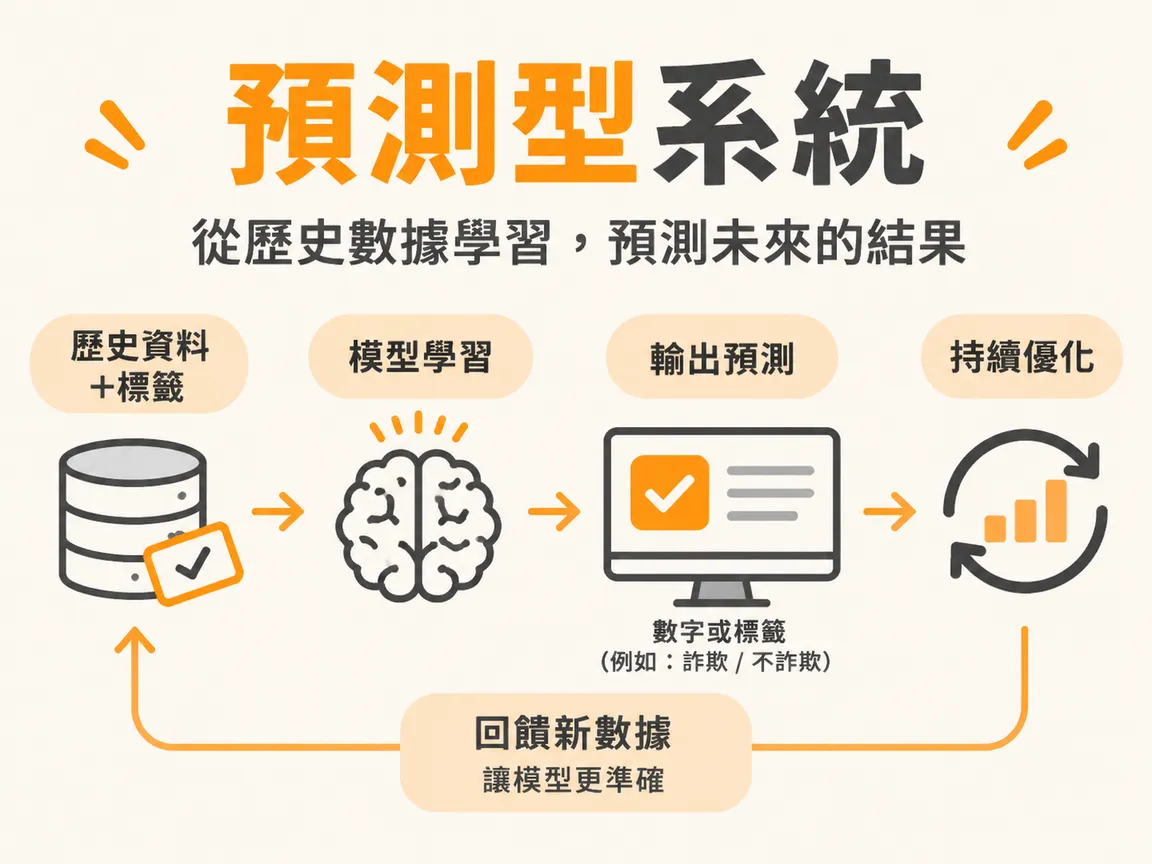 預測型系統
從歷史數據學習，預測未來的結果
歷史資料
＋標籤
模型學習
輸出預測
持續優化
數字或標籤
（例如：詐欺 / 不詐欺）
回饋新數據
讓模型更準確